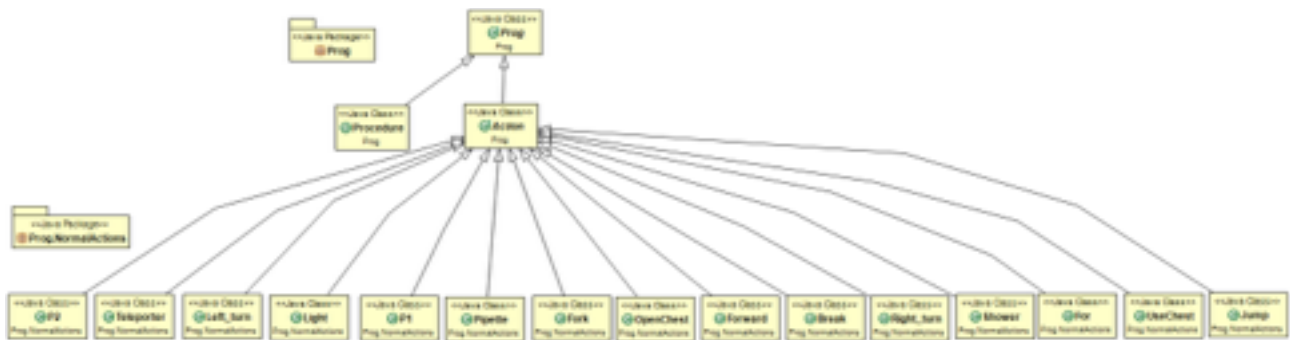 <<Java Class>>
Prog
Prog
<<Java Package>>
Prog
<<Java Class>>
Procedure
Prog
<<Java Class>>
Action
Prog
<<Java Package>>
Prog.NormalActions
<<Java Class>>
P2
Prog.NormalActions
<<Java Class>>
Teleporter
Prog.NormalActions
<<Java Class>>
Left_turn
Prog.NormalActions
<<Java Class>>
Light
Prog.NormalActions
<<Java Class>>
P1
Prog.NormalActions
<<Java Class>>
Pipette
Prog.NormalActions
<<Java Class>>
Fork
Prog.NormalActions
<<Java Class>>
OpenChest
Prog.NormalActions
<<Java Class>>
Forward
Prog.NormalActions
<<Java Class>>
Break
Prog.NormalActions
<<Java Class>>
Right_turn
Prog.NormalActions
<<Java Class>>
Prog.NormalActions
<<Java Class>>
For
Prog.NormalActions
<<Java Class>>
UseChest
Prog.NormalActions
<<Java Class>>
Jump
Prog.NormalActions